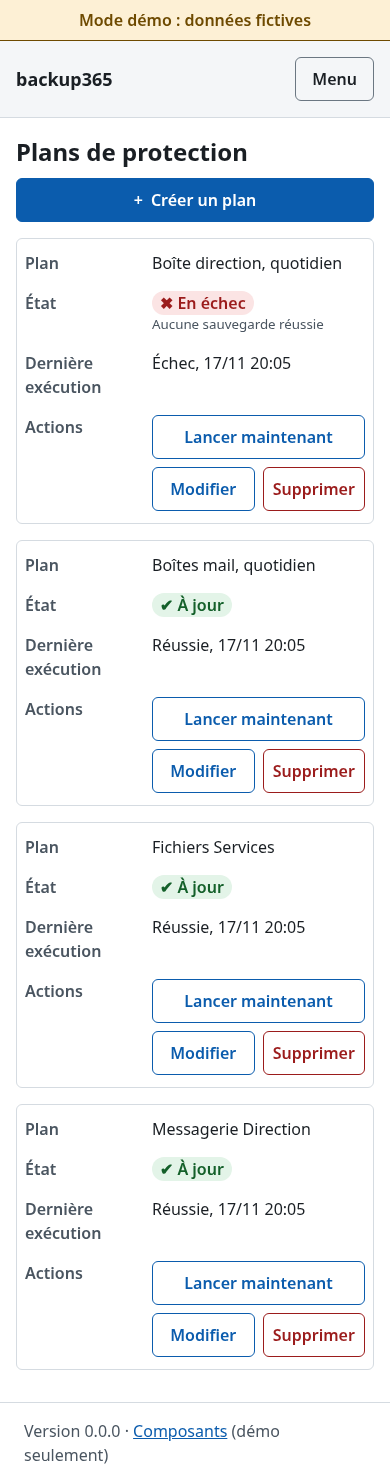 Mode démo : données fictives
backup365
Menu
Plans de protection
+ Créer un plan
Plan
Boîte direction, quotidien
État
✖ En échec
Aucune sauvegarde réussie
Dernière
exécution
Échec, 17/11 20:05
Actions
Lancer maintenant
Modifier
Supprimer
Plan
Boîtes mail, quotidien
État
✔ À jour
Dernière
exécution
Réussie, 17/11 20:05
Actions
Lancer maintenant
Modifier
Supprimer
Plan
Fichiers Services
État
✔ À jour
Dernière
exécution
Réussie, 17/11 20:05
Actions
Lancer maintenant
Modifier
Supprimer
Plan
Messagerie Direction
État
✔ À jour
Dernière
exécution
Réussie, 17/11 20:05
Actions
Lancer maintenant
Modifier
Supprimer
Version 0.0.0 · Composants (démo
seulement)